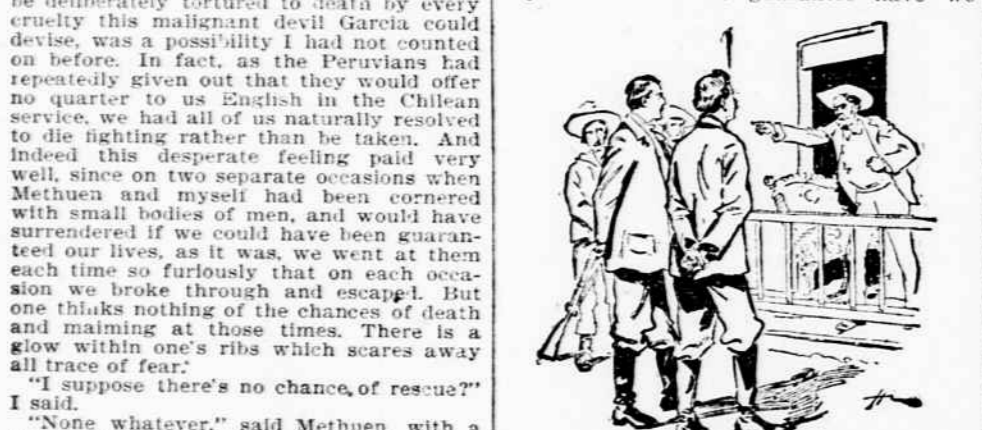 be deliberately tortured to death by every
cruelty this malignant devil Garcia could
devise, was a possibility I had not counted
on before. In fact, as the Peruvians had
repeatedly given out that they would offer
no quarter to us English in the Chilean
service, we had all of us naturally resolved
to die fighting rather than be taken. And
indeed this desperate feeling paid very
well, since on two separate occasions when
Methuen and myself had been cornered
with small bodies of men, and would have
surrendered if we could have been guaran-
teed our lives, as it was, we went at them
each time so furiously that on each occa-
sion we broke through and escaped. But
one thinks nothing of the chances of death
and maiming at those times. There is a
glow within one's ribs which scares away
all trace of fear.
"I suppose there's no chance of rescue?"
I said.
"None whatever," said Methuen, with a
have we